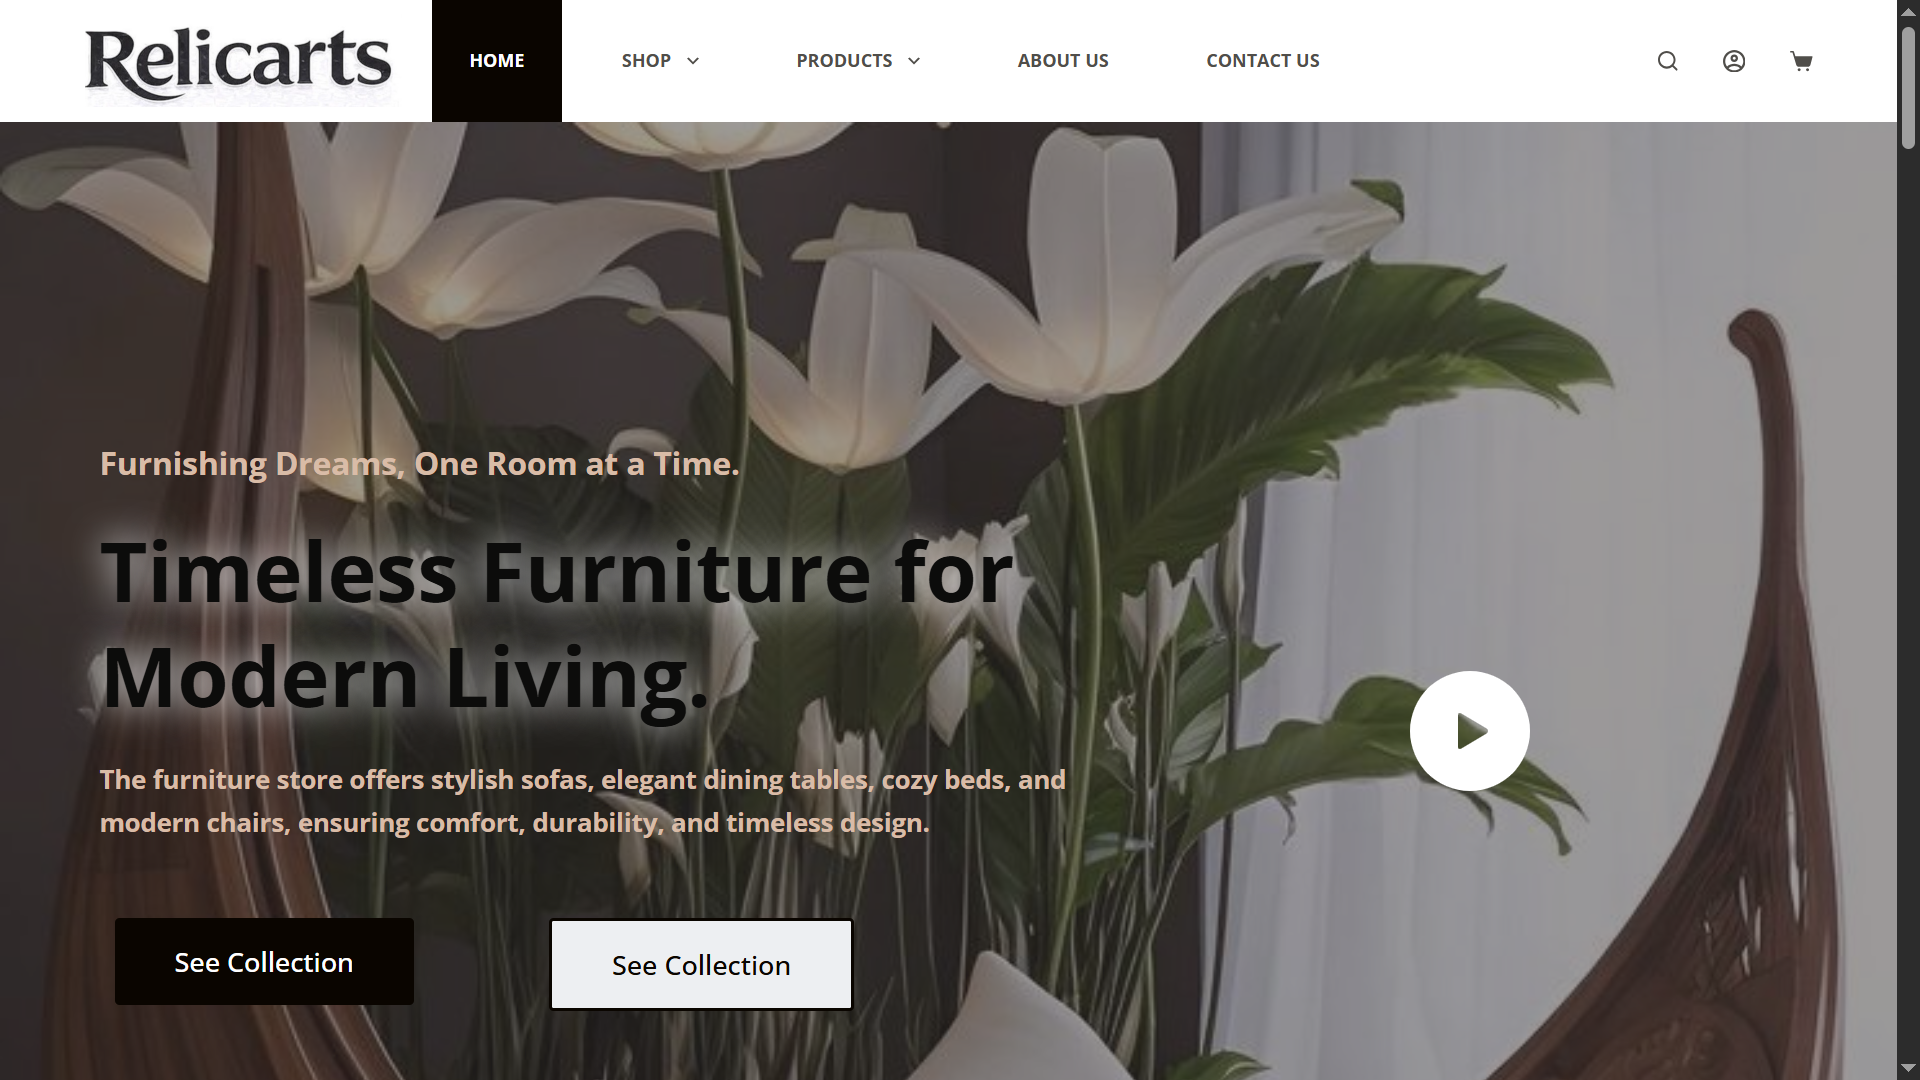 Relicarts
HOME
SHOP
PRODUCTS
ABOUT US
CONTACT US
Furnishing Dreams, One Room at a Time.
Timeless Furniture for
Modern Living.
The furniture store offers stylish sofas, elegant dining tables, cozy beds, and
modern chairs, ensuring comfort, durability, and timeless design.
See Collection
See Collection